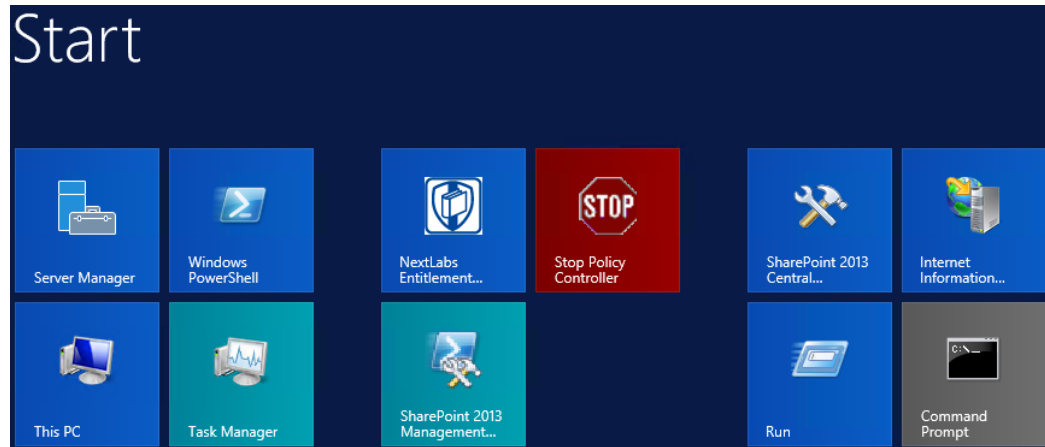 Start
Server Manager
Windows
PowerShell
NextLabs
Entitlement...
STOP
Stop Policy
Controller
SharePoint 2013
Central...
Internet
Information...
This PC
Task Manager
SharePoint 2013
Management...
Run
C:\_
Command
Prompt